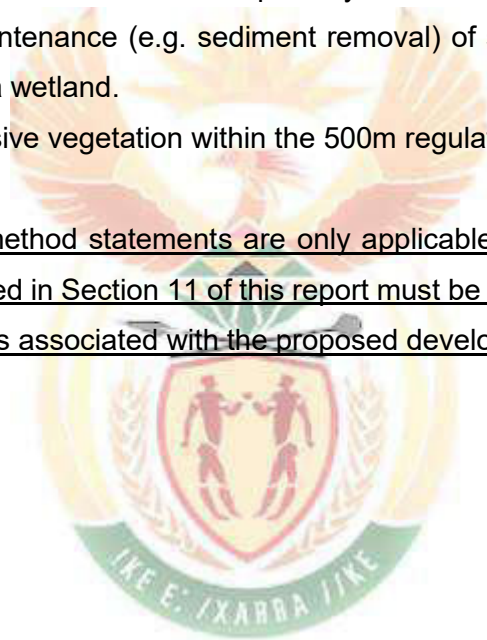 ntenance (e.g. sediment removal) of
wetland.
sive vegetation within the 500m regula
method statements are only applicable
ed in Section 11 of this report must be
s associated with the proposed develo
!KE E: /XARRA //KE